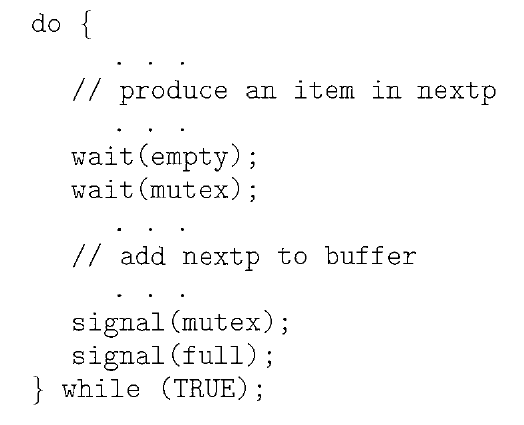 do {
. . .
// produce an item in nextp
. . .
wait(empty);
wait(mutex);
. . .
// add nextp to buffer
. . .
signal(mutex);
signal(full);
} while (TRUE);